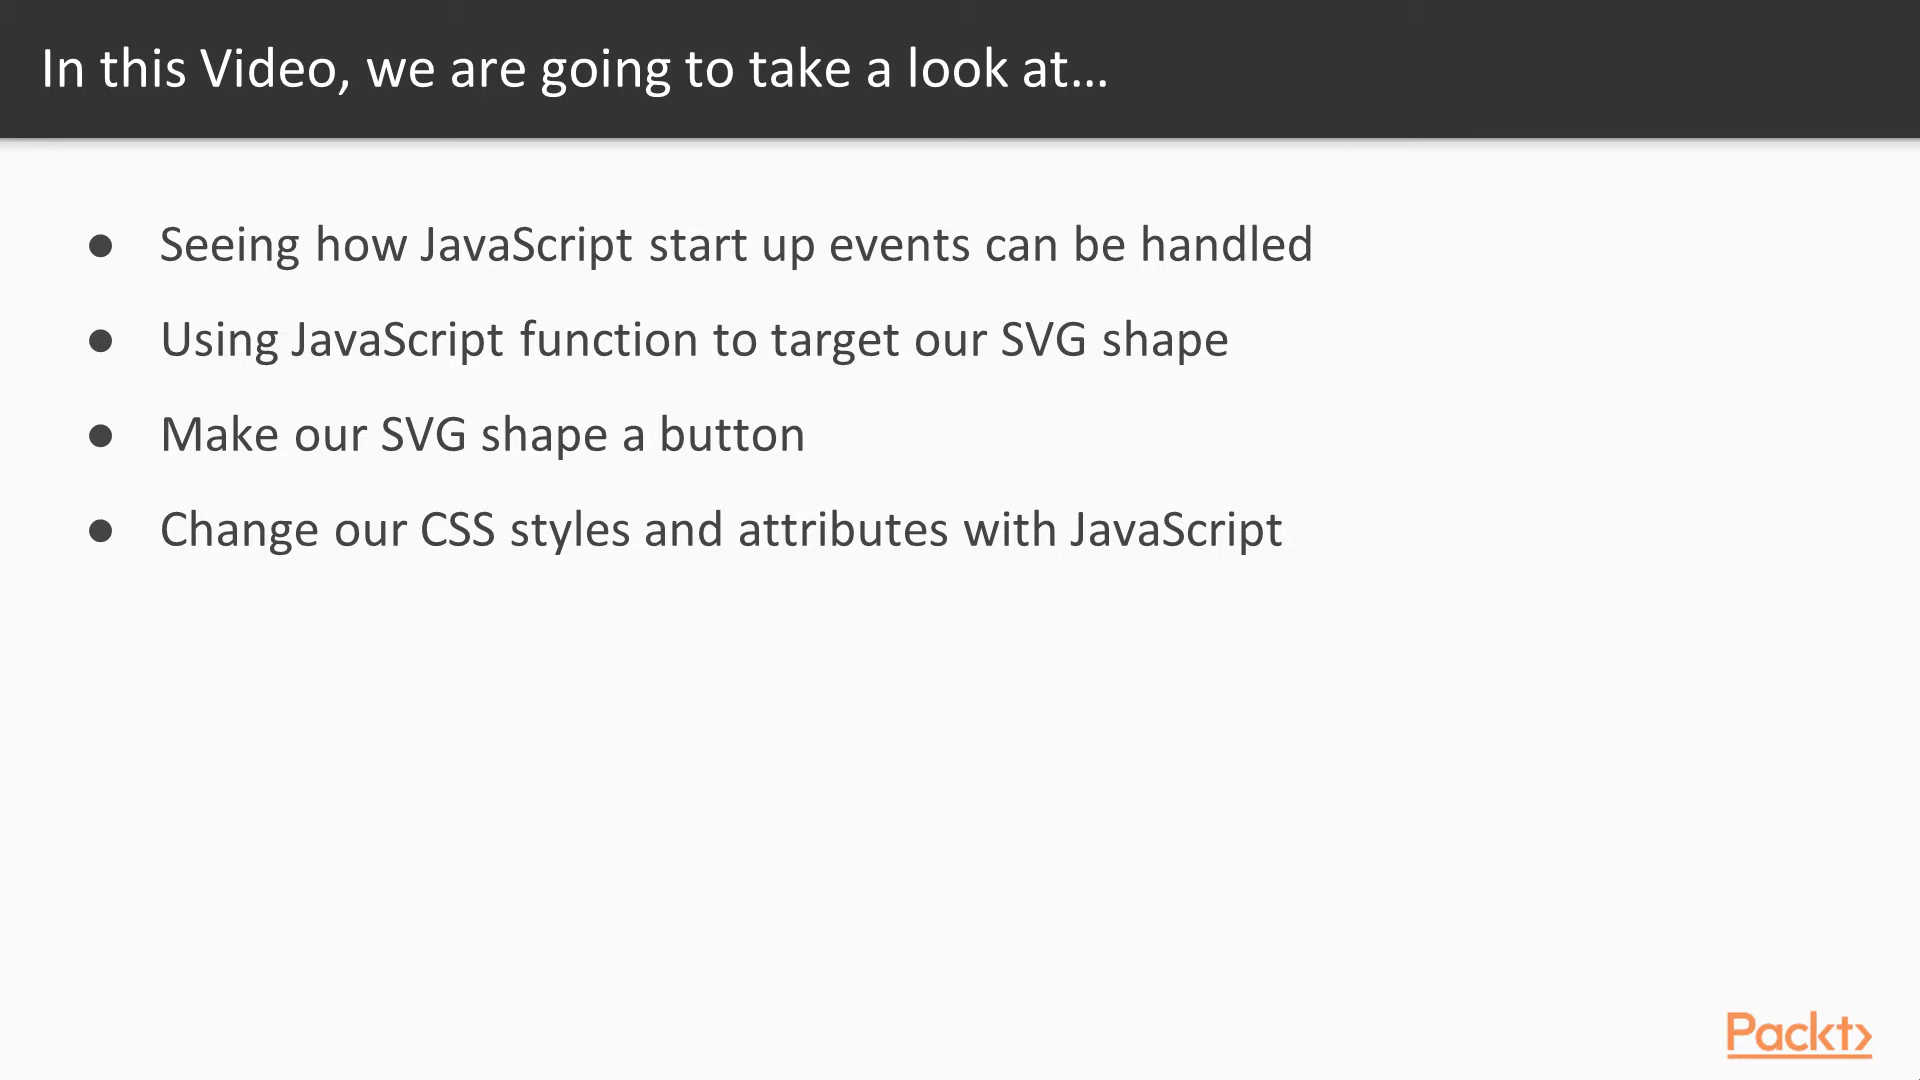 In this Video, we are going to take a look at...
● Seeing how JavaScript start up events can be handled
● Using JavaScript function to target our SVG shape
● Make our SVG shape a button
● Change our CSS styles and attributes with JavaScript
Packt>